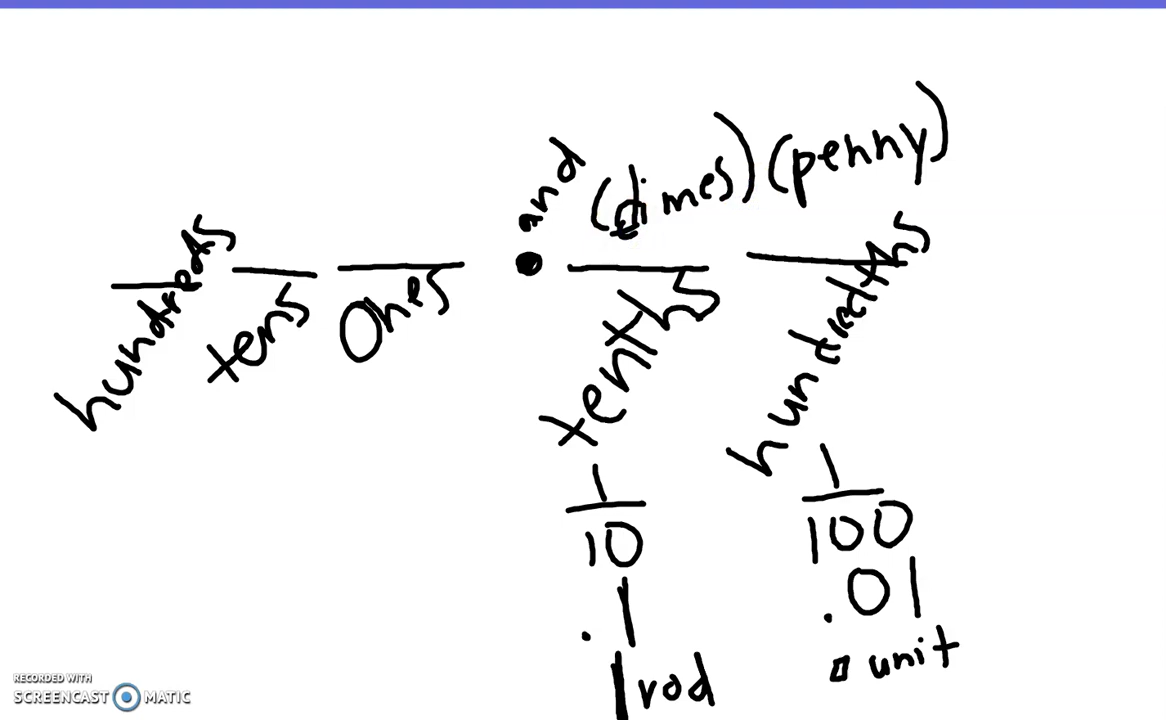 and (dimes) (penny)
hundreds tens ones . tenths hundredths
1/10 1/100
.1 .01
rod unit
RECORDED WITH
SCREENCAST MATIC